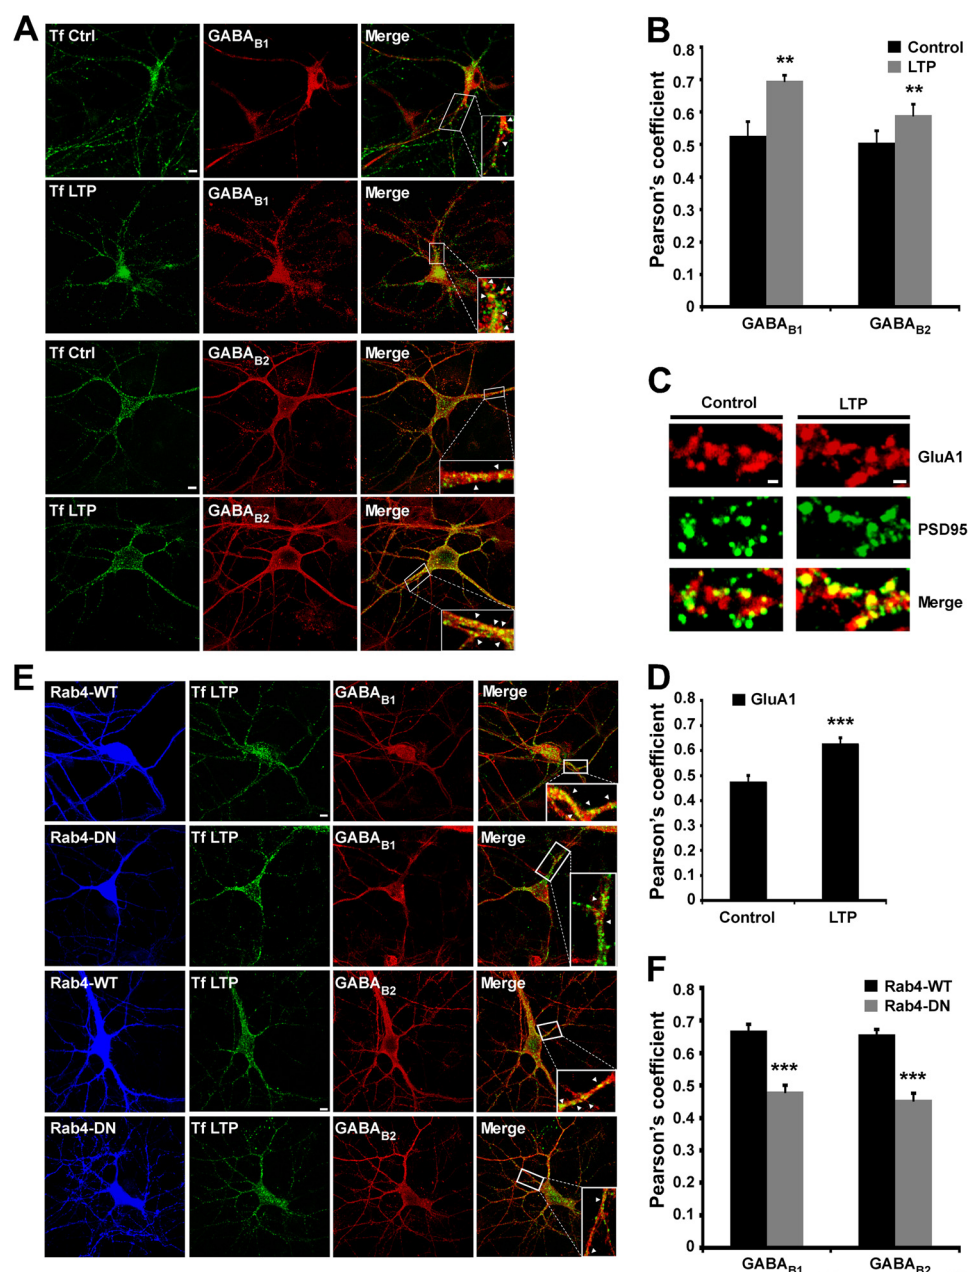 A
Tf Ctrl GABAB1 Merge
Tf LTP GABAB1 Merge
Tf Ctrl GABAB2 Merge
Tf LTP GABAB2 Merge
B
Pearson's coefficient
0.8
0.7
0.6
0.5
0.4
0.3
0.2
0.1
0
Control
LTP
**
**
GABAB1 GABAB2
C
Control LTP
GluA1
PSD95
Merge
D
Pearson's coefficient
0.8
0.7
0.6
0.5
0.4
0.3
0.2
0.1
0
GluA1
***
Control LTP
E
Rab4-WT Tf LTP GABAB1 Merge
Rab4-DN Tf LTP GABAB1 Merge
Rab4-WT Tf LTP GABAB2 Merge
Rab4-DN Tf LTP GABAB2 Merge
F
Pearson's coefficient
0.8
0.7
0.6
0.5
0.4
0.3
0.2
0.1
0
Rab4-WT
Rab4-DN
***
***
GABAB1 GABAB2